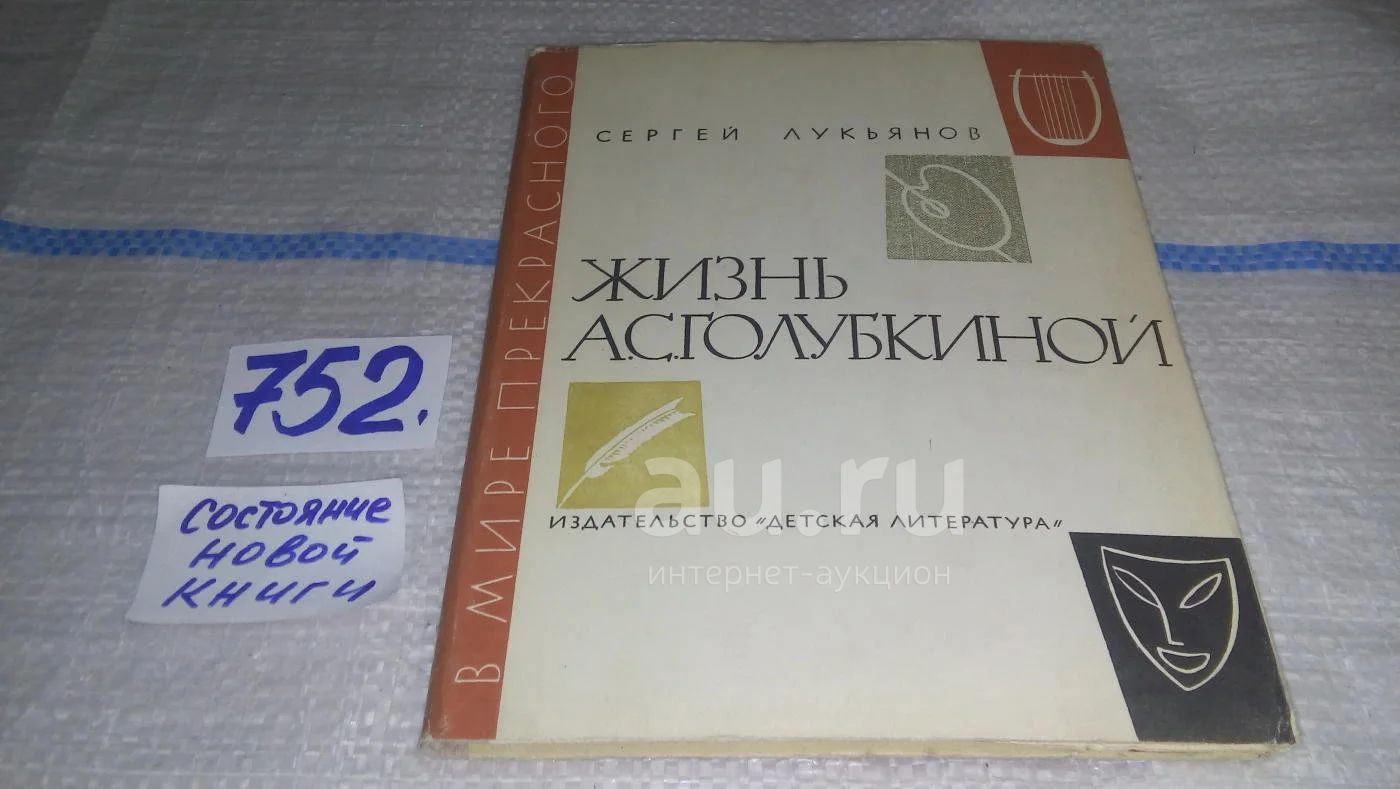 В МИРЕ ПРЕКРАСНОГО
СЕРГЕЙ ЛУКЬЯНОВ
ЖИЗНЬ
А.С.ГОЛУБКИНОЙ
ИЗДАТЕЛЬСТВО "ДЕТСКАЯ ЛИТЕРАТУРА"
752.
СОСТОЯНИЕ
НОВОЙ
КНИГИ
au.ru
интернет-аукцион